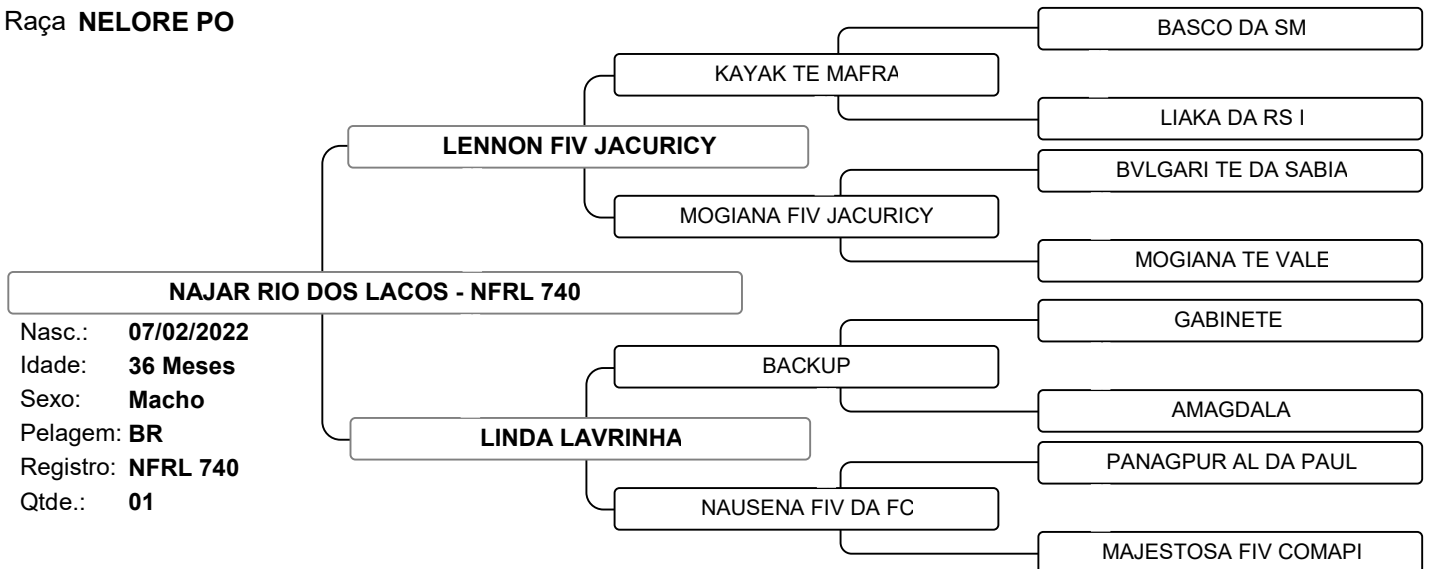 Raça NELORE PO
BASCO DA SM
KAYAK TE MAFRA
LIAKA DA RS I
LENNON FIV JACURICY
BVLGARI TE DA SABIA
MOGIANA FIV JACURICY
MOGIANA TE VALE
NAJAR RIO DOS LACOS - NFRL 740
GABINETE
Nasc.: 07/02/2022
Idade: 36 Meses
BACKUP
Sexo: Macho
AMAGDALA
Pelagem: BR
LINDA LAVRINHA
PANAGPUR AL DA PAUL
Registro: NFRL 740
Qtde.: 01
NAUSENA FIV DA FC
MAJESTOSA FIV COMAPI